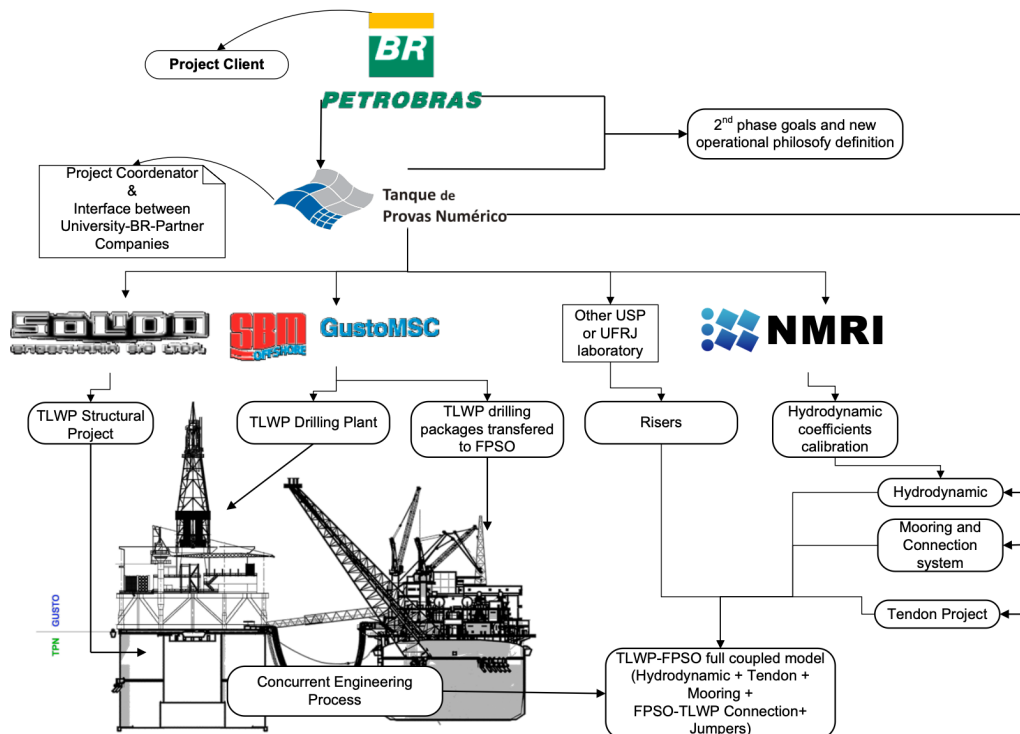 BR
PETROBRAS
Project Client
2nd phase goals and new
operational philosofy definition
Project Coordenator
&
Interface between
University-BR-Partner
Companies
Tanque de
Provas Numérico
SBM
OFFSHORE
GustoMSC
Other USP
or UFRJ
laboratory
NMRI
TLWP Structural
Project
TLWP Drilling Plant
TLWP drilling
packages transfered
to FPSO
Risers
Hydrodynamic
coefficients
calibration
Hydrodynamic
Mooring and
Connection
system
Tendon Project
GUSTO
TPN
Concurrent Engineering
Process
TLWP-FPSO full coupled model
(Hydrodynamic + Tendon +
Mooring +
FPSO-TLWP Connection+
Jumpers)